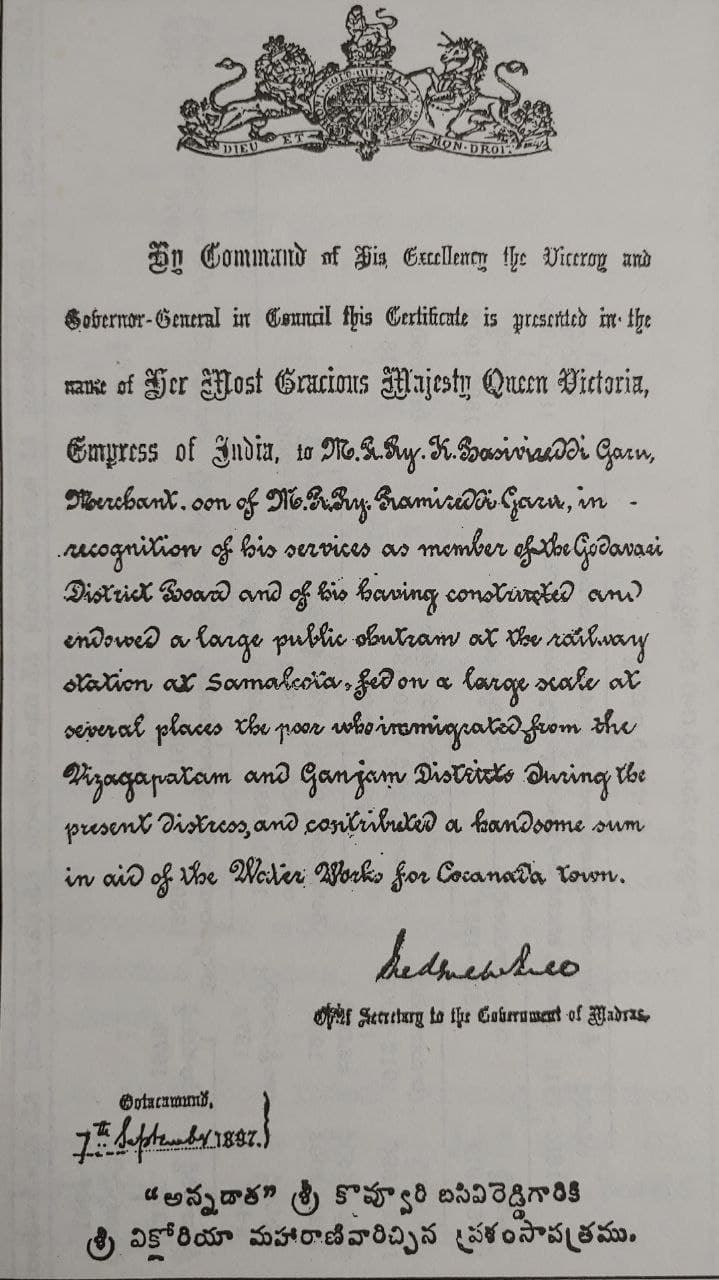 DIEU ET MON DROIT
By Command of His Excellency the Viceroy and
Governor-General in Council this Certificate is presented in the
name of Her Most Gracious Majesty Queen Victoria,
Empress of India, to M.R.Ry. K. Basivireddi Garu,
Merchant, son of M.R.Ry. Ramireddi Garu, in -
recognition of his services as member of the Godavari
District Board and of his having constructed and
endowed a large public chutram at the railway
station at Samalcota, fed on a large scale at
several places the poor who immigrated from the
Vizagapatam and Ganjam Districts during the
present distress, and contributed a handsome sum
in aid of the Water Works for Cocanada town.
Secretary to the Government of Madras.
Ootacamund,
7th September 1897.
"అన్నదాత" శ్రీ కొవ్వూరి బసివిరెడ్డిగారికి
శ్రీ విక్టోరియా మహారాణివారిచ్చిన ప్రశంసాపత్రము.